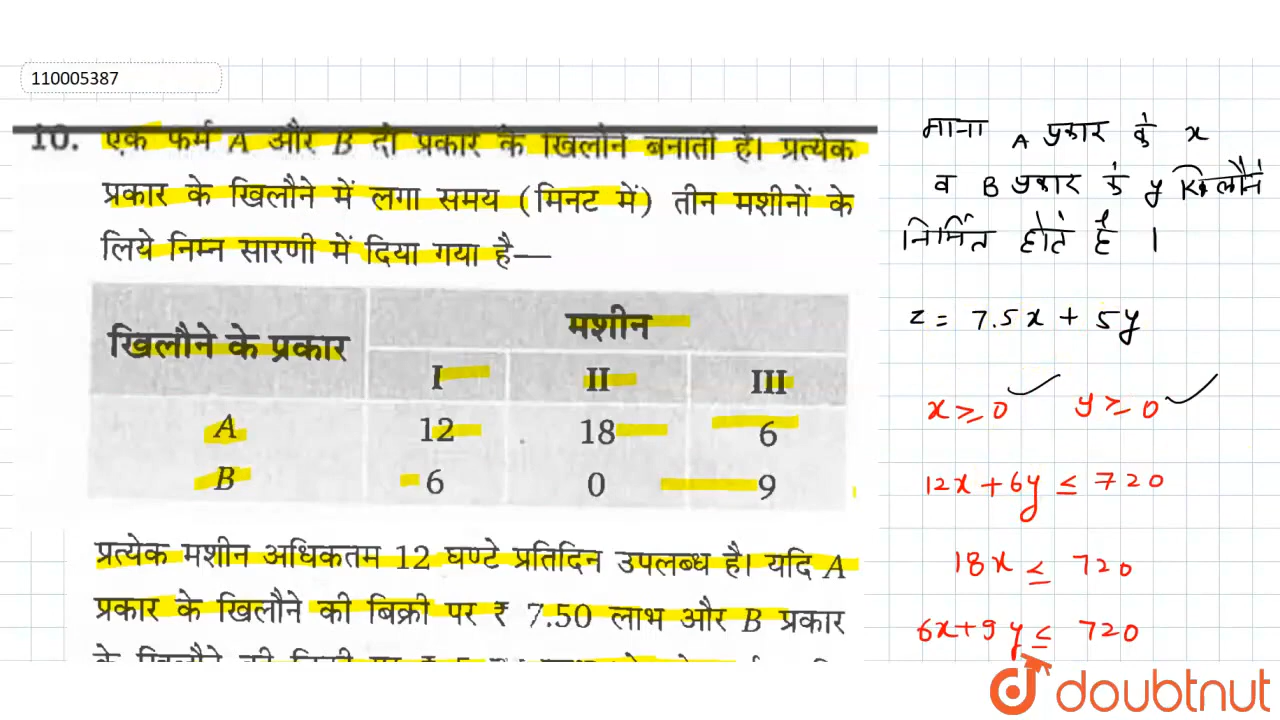 110005387
10. एक फर्म A और B दो प्रकार के खिलौने बनाती है। प्रत्येक
प्रकार के खिलौने में लगा समय (मिनट में) तीन मशीनों के
लिये निम्न सारणी में दिया गया है—
खिलौने के प्रकार
मशीन
I II III
A 12 18 6
B 6 0 9
प्रत्येक मशीन अधिकतम 12 घण्टे प्रतिदिन उपलब्ध है। यदि A
प्रकार के खिलौने की बिक्री पर ₹ 7.50 लाभ और B प्रकार
माना A प्रकार के x
व B प्रकार के y खिलौने
निर्मित होते है ।
z = 7.5x + 5y
x ≥ 0 y ≥ 0
12x + 6y ≤ 720
18x ≤ 720
6x + 9y ≤ 720
doubtnut